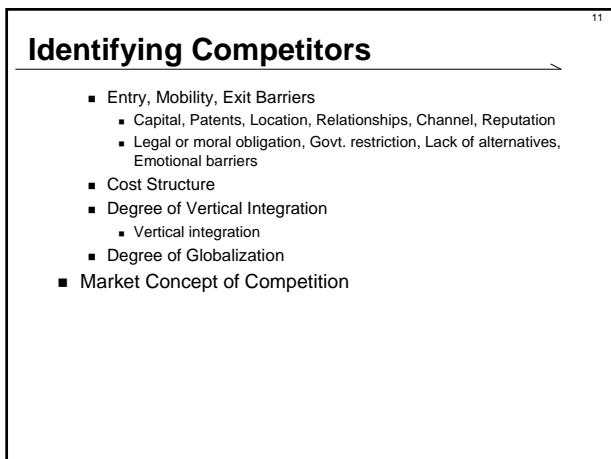 11
Identifying Competitors
■ Entry, Mobility, Exit Barriers
■ Capital, Patents, Location, Relationships, Channel, Reputation
■ Legal or moral obligation, Govt. restriction, Lack of alternatives,
Emotional barriers
■ Cost Structure
■ Degree of Vertical Integration
■ Vertical integration
■ Degree of Globalization
■ Market Concept of Competition